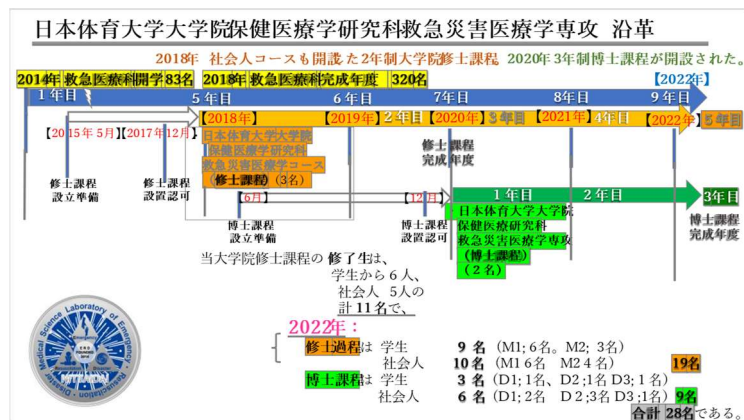 日本体育大学大学院保健医療学研究科救急災害医療学専攻 沿革
2018年 社会人コースも開設した2年制大学院修士課程。2020年3年制博士課程が開設された。
2014年 救急医療科開学83名
2018年 救急医療科完成年度 320名
【2022年】
1年目 5年目 6年目 7年目 8年目 9年目
【2018年】 【2019年】 2年目 【2020年】 3年目 【2021年】 4年目 【2022年】 5年目
【2015年5月】【2017年12月】
日本体育大学大学院
保健医療学研究科
救急災害医療学コース
(修士課程)(3名)
修士課程
完成年度
修士課程
設立準備
修士課程
設置認可
【6月】 【12月】
1年目 2年目 3年目
博士課程
設立準備
博士課程
設置認可
日本体育大学大学院
保健医療研究科
救急災害医療学専攻
(博士課程)
(2名)
博士課程
完成年度
当大学院修士課程の 修了生は、
学生から6人、
社会人 5人の
計11名で、
2022年:
修士過程は 学生 9名 (M1; 6名。M2; 3名)
社会人 10名 (M1 6名 M2 4名) 19名
博士課程は 学生 3名 (D1; 1名、D2 ;1名 D3; 1名)
社会人 6名 (D1; 2名 D2 ;3名 D3 ;1名) 9名
合計 28名である。
Disaster Medical Science Laboratory of Emergency Resuscitation